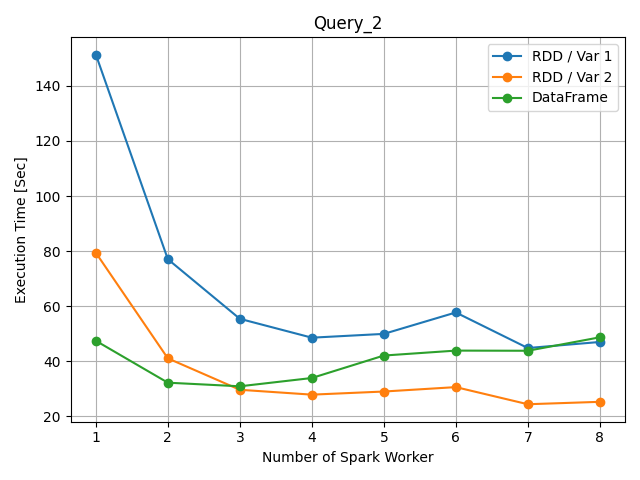 Query_2
RDD / Var 1
RDD / Var 2
DataFrame
Execution Time [Sec]
140
120
100
80
60
40
20
1 2 3 4 5 6 7 8
Number of Spark Worker